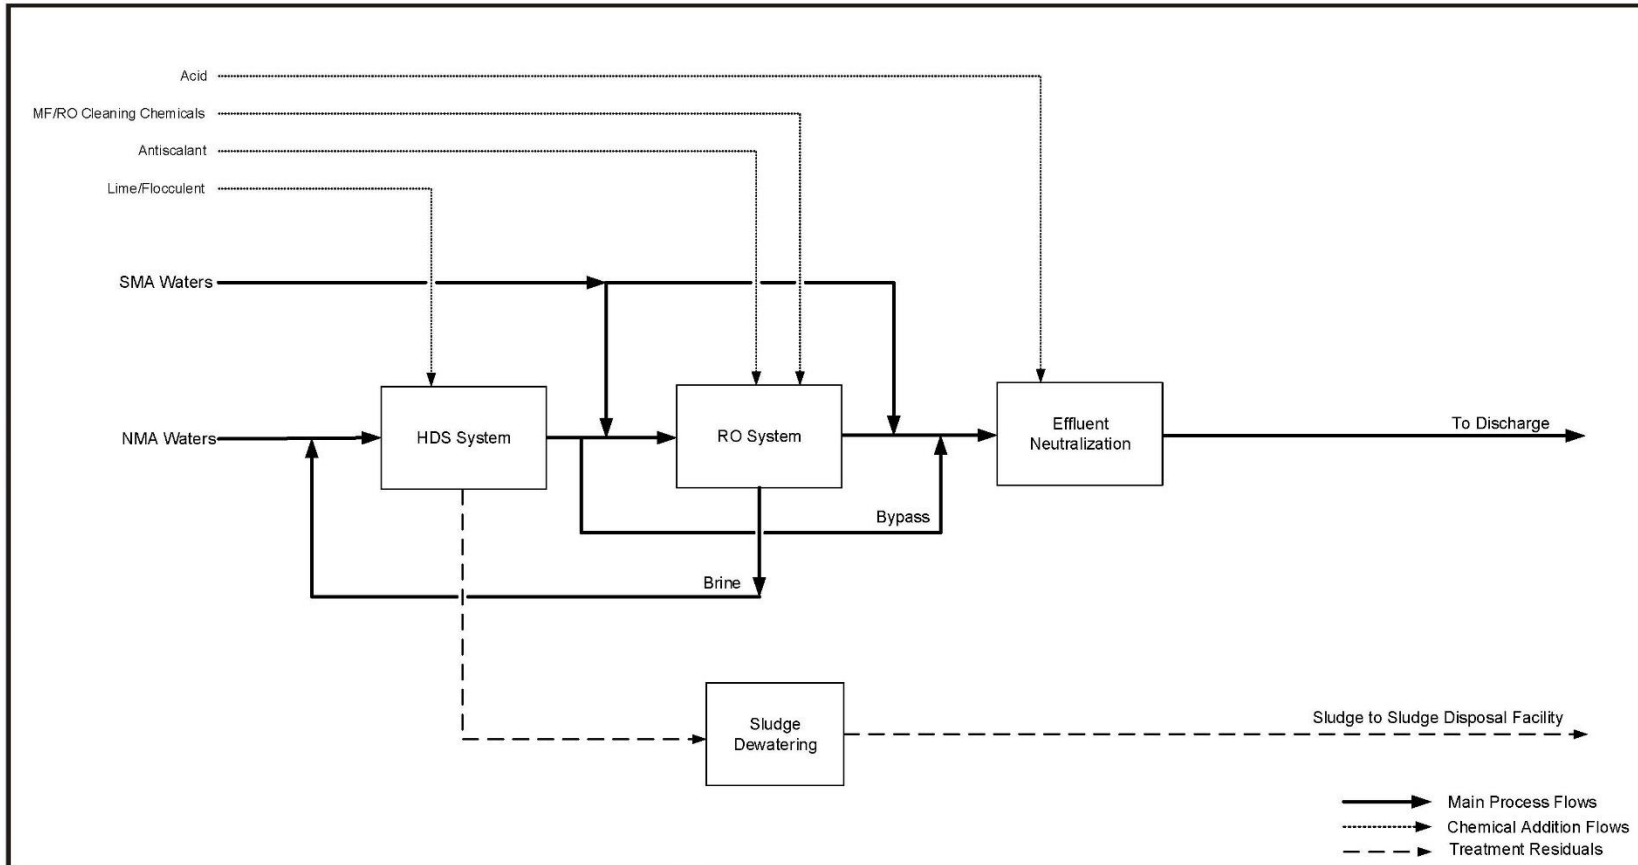 Acid
MF/RO Cleaning Chemicals
Antiscalant
Lime/Flocculent
SMA Waters
NMA Waters
HDS System
RO System
Effluent
Neutralization
To Discharge
Bypass
Brine
Sludge
Dewatering
Sludge to Sludge Disposal Facility
Main Process Flows
Chemical Addition Flows
Treatment Residuals